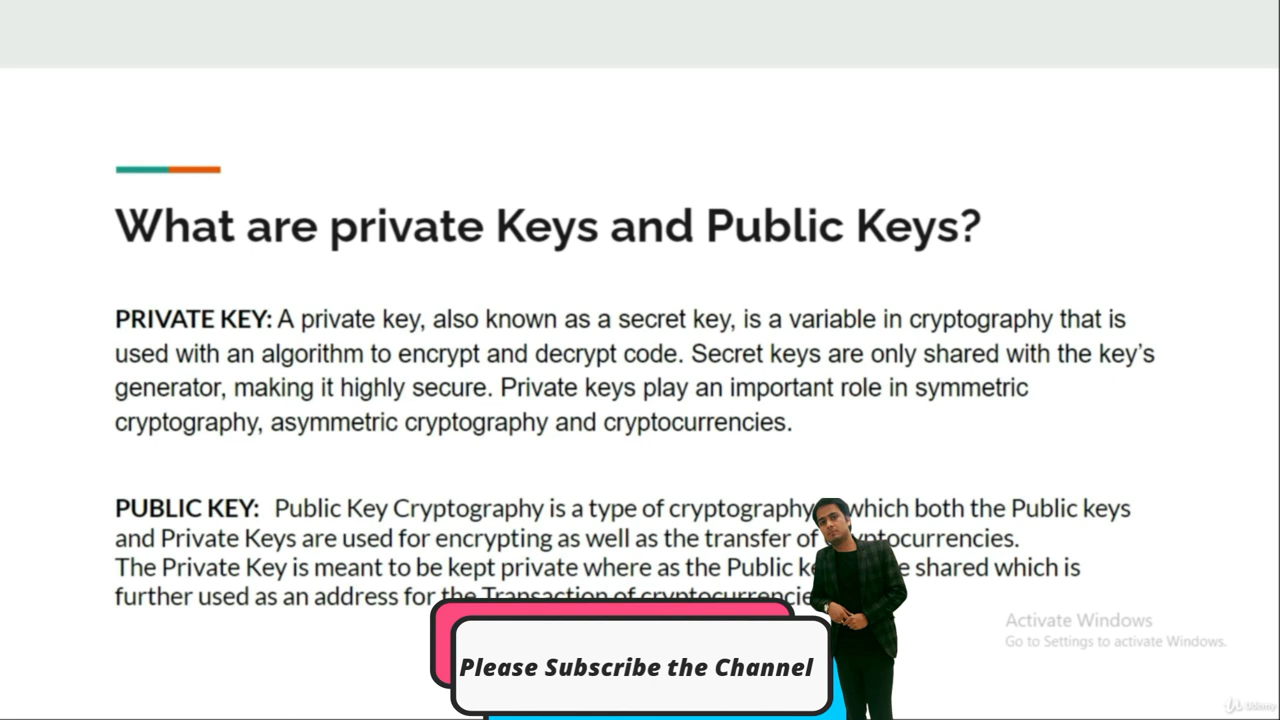 What are private Keys and Public Keys?
PRIVATE KEY: A private key, also known as a secret key, is a variable in cryptography that is
used with an algorithm to encrypt and decrypt code. Secret keys are only shared with the key's
generator, making it highly secure. Private keys play an important role in symmetric
cryptography, asymmetric cryptography and cryptocurrencies.
PUBLIC KEY: Public Key Cryptography is a type of cryptography which both the Public keys
and Private Keys are used for encrypting as well as the transfer of
The Private Key is meant to be kept private where as the Public shared which is
further used as an address for the Transaction of
Please Subscribe the Channel
Activate Windows
Go to Settings to activate Windows.
Udemy